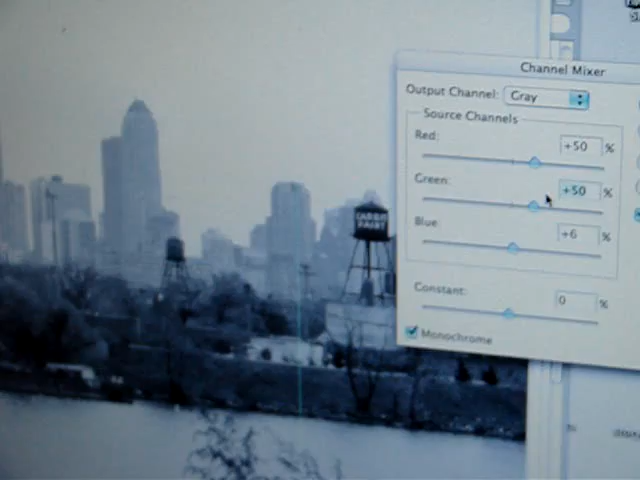 Channel Mixer
Output Channel: Gray
Source Channels
Red: +50 %
Green: +50 %
Blue: +6 %
Constant: 0 %
Monochrome